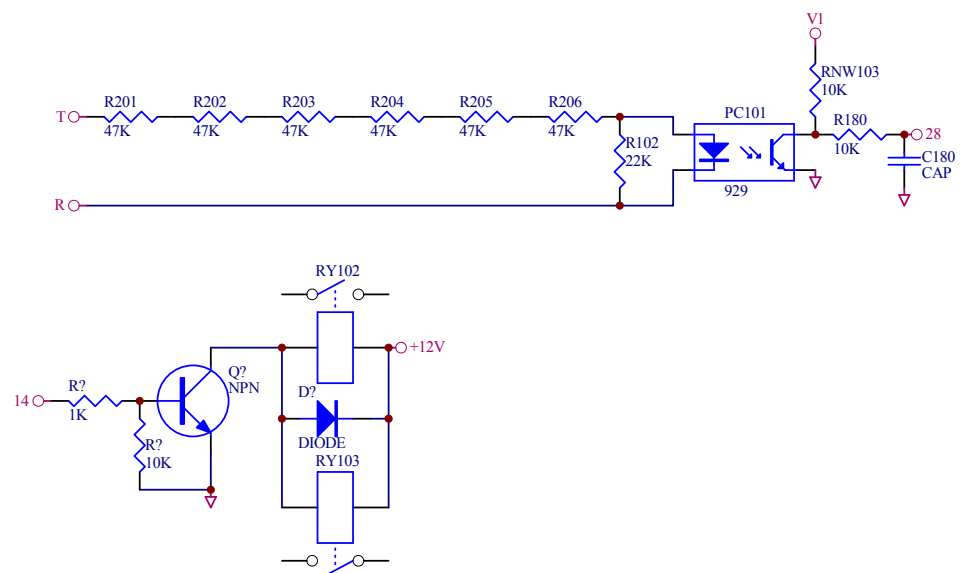 V1
RNW103
10K
R201
R202
R203
R204
R205
R206
PC101
R180
T
28
47K
47K
47K
47K
47K
47K
R102
22K
10K
C180
CAP
929
R
RY102
+12V
Q?
NPN
R?
D?
14
1K
R?
10K
DIODE
RY103